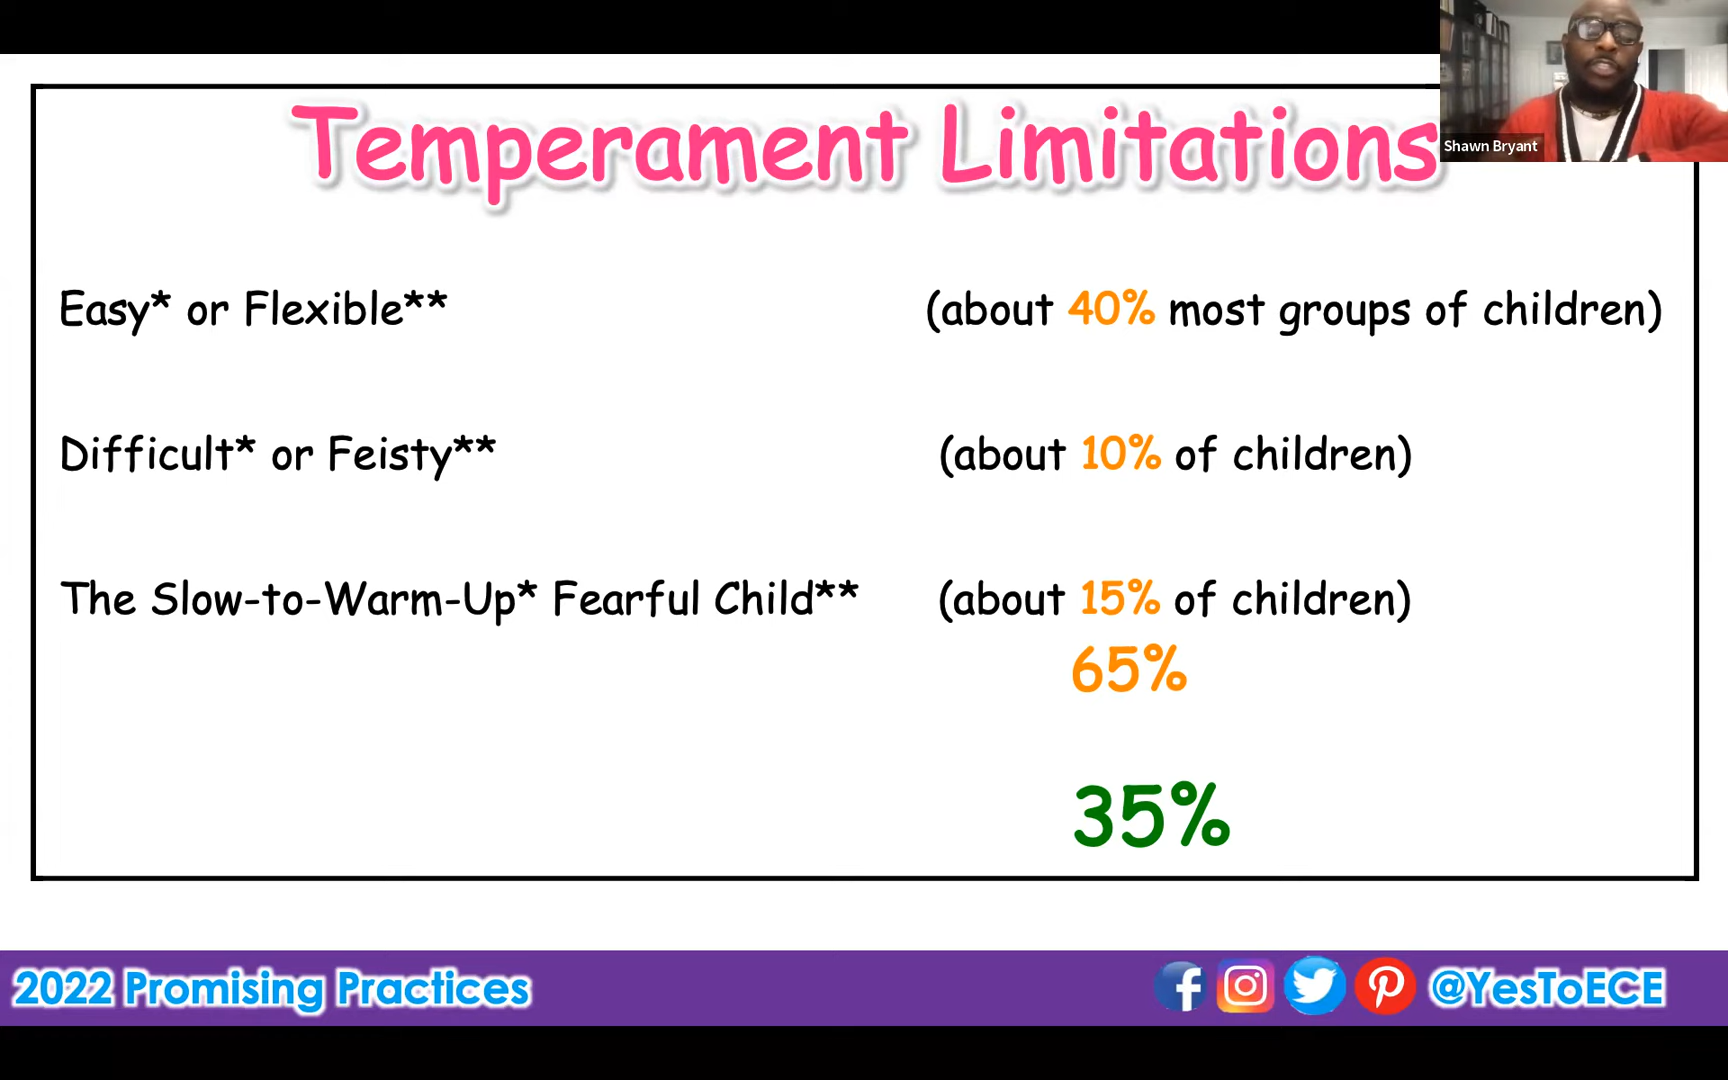 Temperament Limitations
Shawn Bryant
Easy* or Flexible** (about 40% most groups of children)
Difficult* or Feisty** (about 10% of children)
The Slow-to-Warm-Up* Fearful Child** (about 15% of children)
65%
35%
2022 Promising Practices @YesToECE